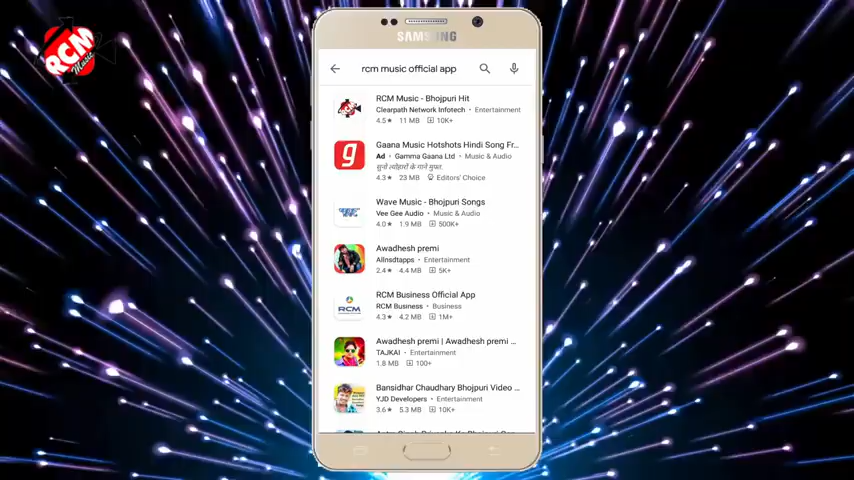 RCM
Music
SAMSUNG
rcm music official app
RCM Music - Bhojpuri Hit
Clearpath Network Infotech • Entertainment
4.5★ 11 MB 10K+
g
Gaana Music Hotshots Hindi Song Fr...
Ad • Gamma Gaana Ltd • Music & Audio
सुनो त्योहारों के गाने मुफ्त.
4.3★ 23 MB Editors' Choice
Wave Music - Bhojpuri Songs
Vee Gee Audio • Music & Audio
4.0★ 1.9 MB 500K+
Awadhesh premi
Allnsdtapps • Entertainment
2.4★ 4.4 MB 5K+
RCM Business Official App
RCM
RCM Business • Business
4.3★ 4.2 MB 1M+
Awadhesh premi | Awadhesh premi ...
TAJKAI • Entertainment
1.8 MB 100+
Bansidhar Chaudhary Bhojpuri Video ...
YJD Developers • Entertainment
3.6★ 5.3 MB 10K+